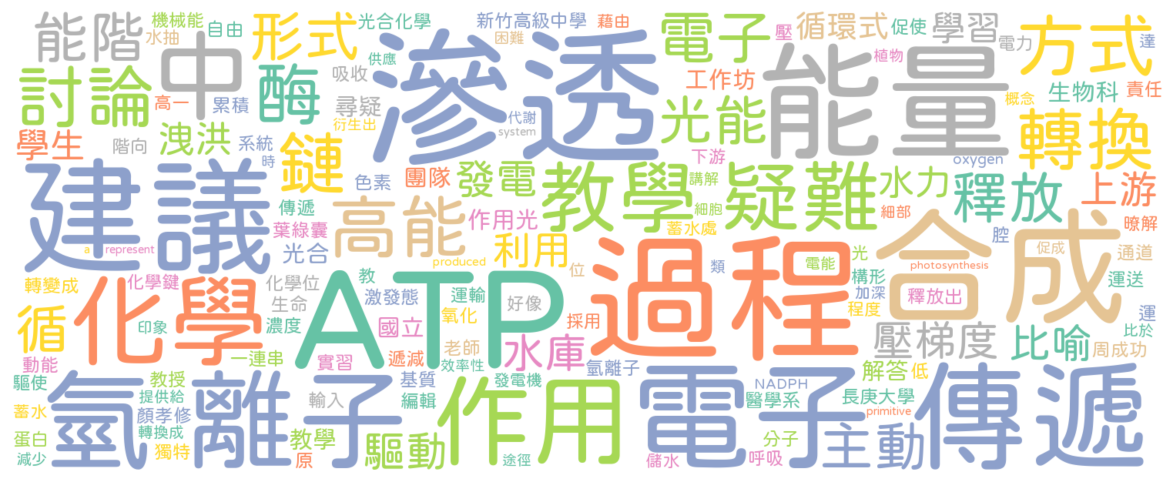 能階
機械能
自由
水抽
形式
光合化學
供應
新竹高級中學
困難
藉由
電子
壓
循環式
促使
學習
電力
方式
達
討論
中
酶
吸收
滲透
工作坊
能量
植物
概念
生物科
責任
高一
累積
尋疑
衍生出
代謝
system
光能
轉換
學生
階向
洩洪
系統
時
鏈
色素
團隊
發電
教學
下游
講解
疑難
oxygen
水力
釋放
上游
建議
傳遞
葉綠囊
光合
高能
作用光
利用
細胞
蓄水處
細部
暸解
a
represent
produced
合成
腔
促成
通道
轉變成
化學鍵
化學位
生命
教
激發態
ATP
運輸
好像
位
過程
類
電能
光
photosynthesis
構形
加深
釋放出
運送
循
化學
印象
濃度
國立
氧化
採用
程度
運
比於
動能
一連串
實習
遞減
老師
效率性
水庫
壓梯度
比喻
周成功
驅使
教授
提供給
基質
發電機
氫離子
NADPH
解答
低
蓄水
顏孝修
轉換成
輸入
編輯
醫學系
長庚大學
primitive
氫離子
蛋白
獨特
教學
驅動
作用
電子
主動
傳遞
減少
原
途徑
儲水
呼吸
分子